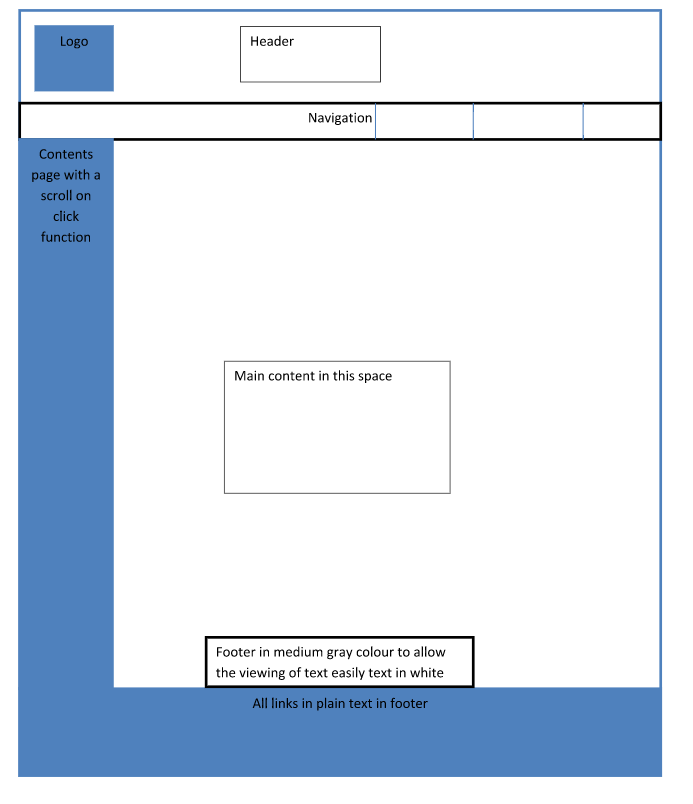 Logo
Header
Navigation
Contents
page with a
scroll on
click
function
Main content in this space
Footer in medium gray colour to allow
the viewing of text easily text in white
All links in plain text in footer